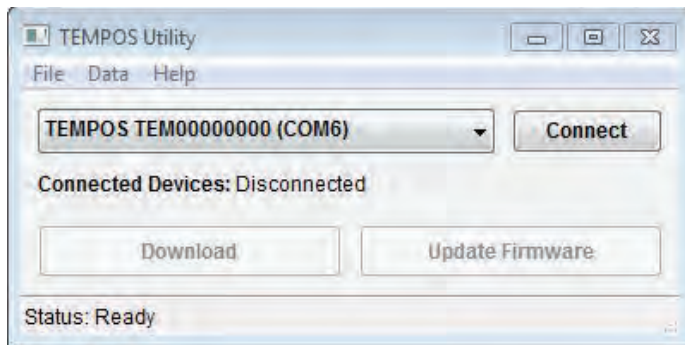 TEMPOS Utility
File Data Help
TEMPOS TEM00000000 (COM6) Connect
Connected Devices: Disconnected
Download Update Firmware
Status: Ready